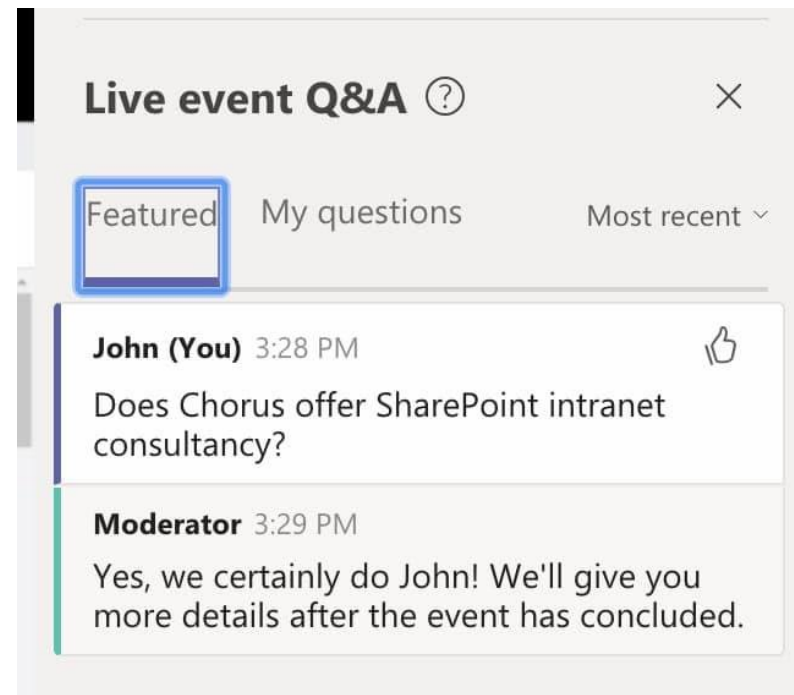 Live event Q&A ?
Featured My questions Most recent
John (You) 3:28 PM
Does Chorus offer SharePoint intranet
consultancy?
Moderator 3:29 PM
Yes, we certainly do John! We'll give you
more details after the event has concluded.